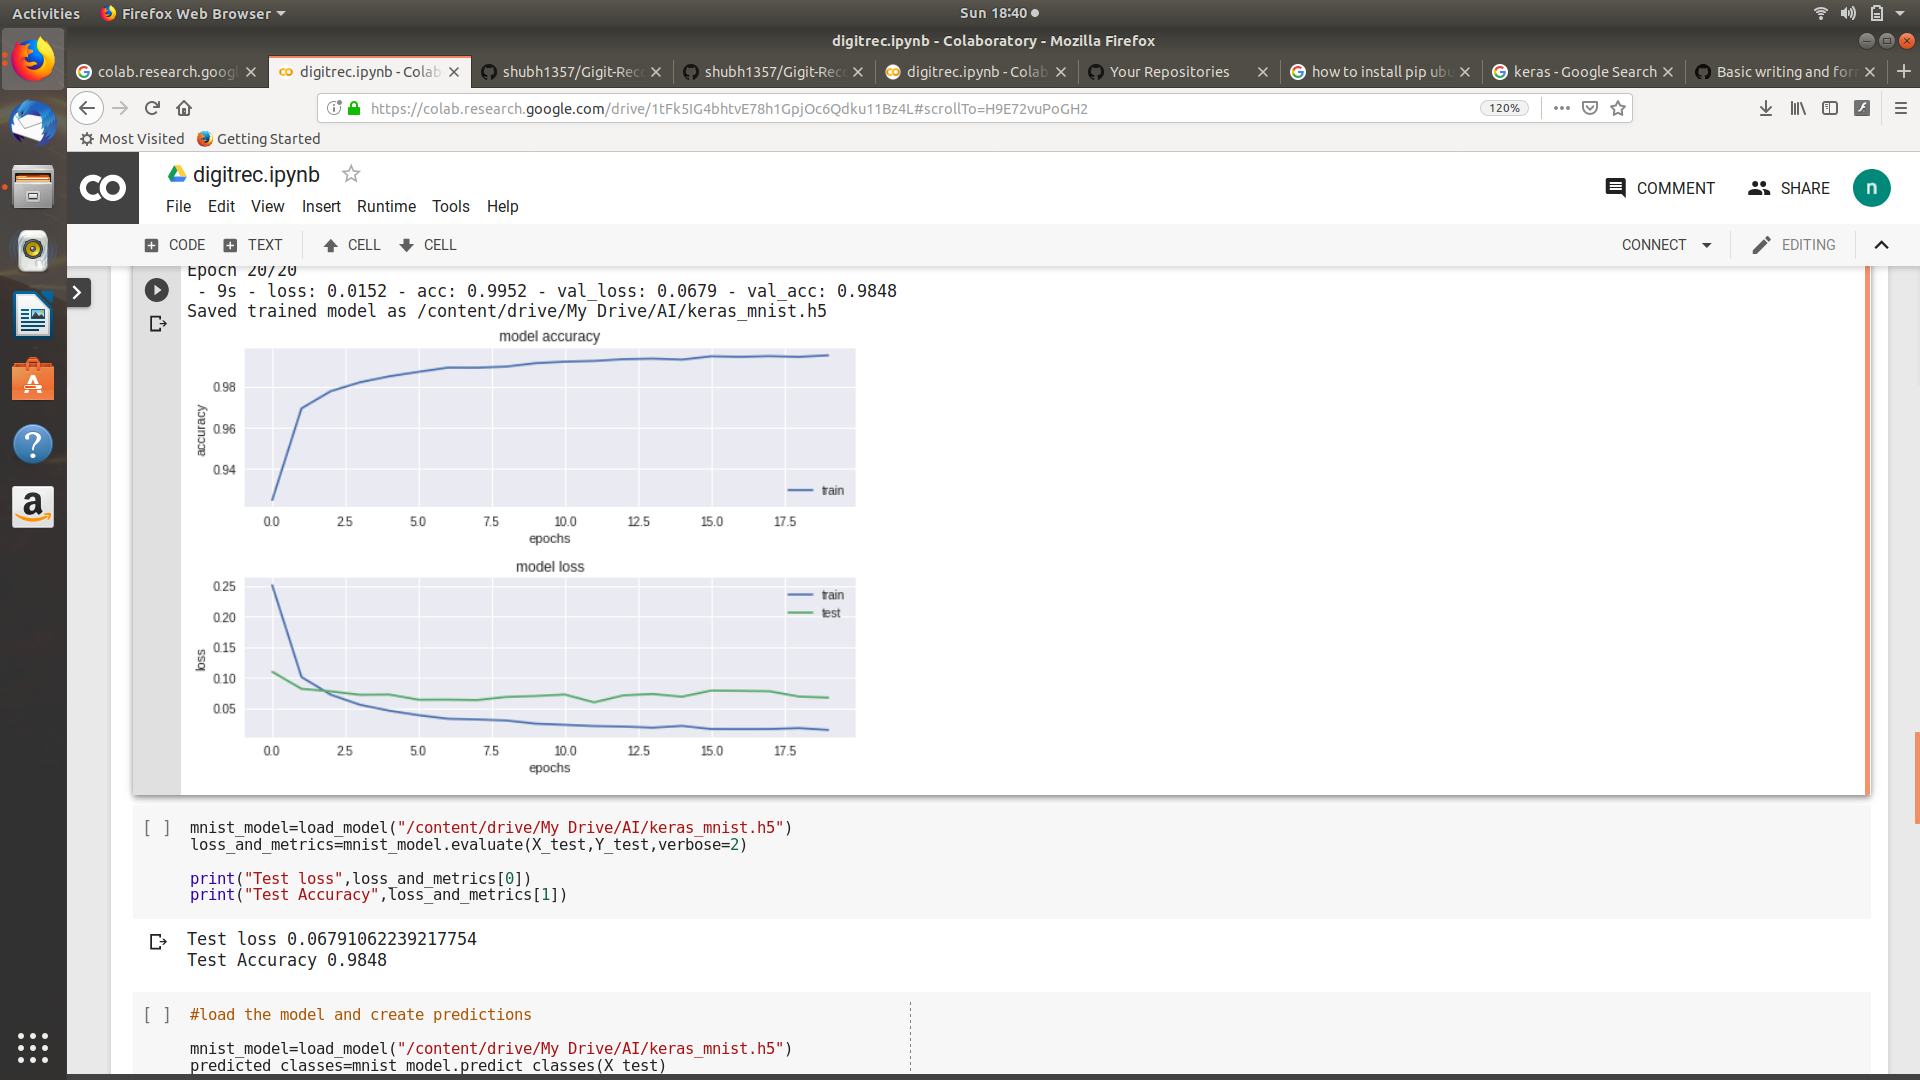 Activities
Firefox Web Browser
Sun 18:40
digitrec.ipynb - Colaboratory - Mozilla Firefox
colab.research.googl
digitrec.ipynb - Colab
shubh1357/Gigit-Reco
shubh1357/Gigit-Reco
digitrec.ipynb - Colab
Your Repositories
how to install pip ubu
keras - Google Search
Basic writing and form
https://colab.research.google.com/drive/1tFk5IG4bhtvE78h1GpjOc6Qdku11Bz4L#scrollTo=H9E72vuPoGH2
120%
Most Visited
Getting Started
digitrec.ipynb
COMMENT
SHARE
n
File Edit View Insert Runtime Tools Help
CODE TEXT CELL CELL
CONNECT
EDITING
Epoch 20/20
- 9s - loss: 0.0152 - acc: 0.9952 - val_loss: 0.0679 - val_acc: 0.9848
Saved trained model as /content/drive/My Drive/AI/keras_mnist.h5
model accuracy
0.98
0.96
0.94
accuracy
train
0.0 2.5 5.0 7.5 10.0 12.5 15.0 17.5
epochs
model loss
0.25
0.20
0.15
0.10
0.05
loss
train
test
0.0 2.5 5.0 7.5 10.0 12.5 15.0 17.5
epochs
[ ] mnist_model=load_model("/content/drive/My Drive/AI/keras_mnist.h5")
loss_and_metrics=mnist_model.evaluate(X_test,Y_test,verbose=2)
print("Test loss",loss_and_metrics[0])
print("Test Accuracy",loss_and_metrics[1])
Test loss 0.06791062239217754
Test Accuracy 0.9848
[ ] #load the model and create predictions
mnist_model=load_model("/content/drive/My Drive/AI/keras_mnist.h5")
predicted_classes=mnist_model.predict_classes(X_test)